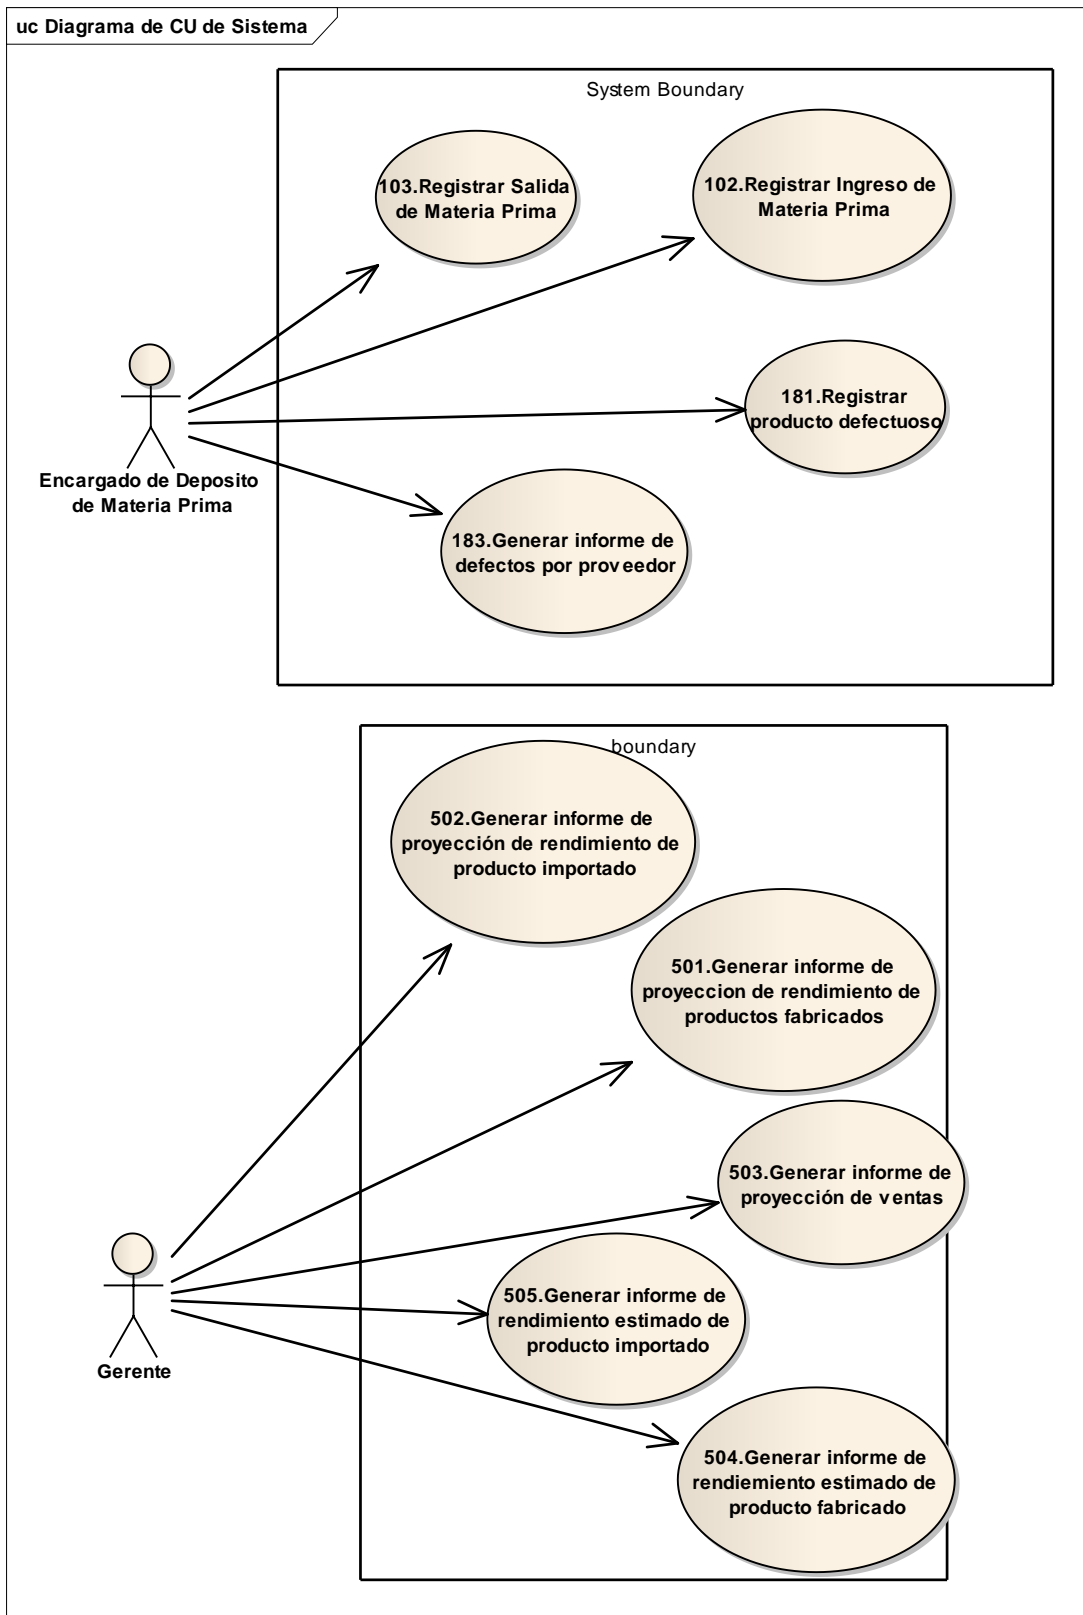 uc Diagrama de CU de Sistema
System Boundary
103.Registrar Salida
de Materia Prima
102.Registrar Ingreso de
Materia Prima
181.Registrar
producto defectuoso
Encargado de Deposito
de Materia Prima
183.Generar informe de
defectos por proveedor
boundary
502.Generar informe de
proyección de rendimiento de
producto importado
501.Generar informe de
proyeccion de rendimiento de
productos fabricados
503.Generar informe de
proyección de ventas
505.Generar informe de
rendimiento estimado de
producto importado
Gerente
504.Generar informe de
rendiemiento estimado de
producto fabricado